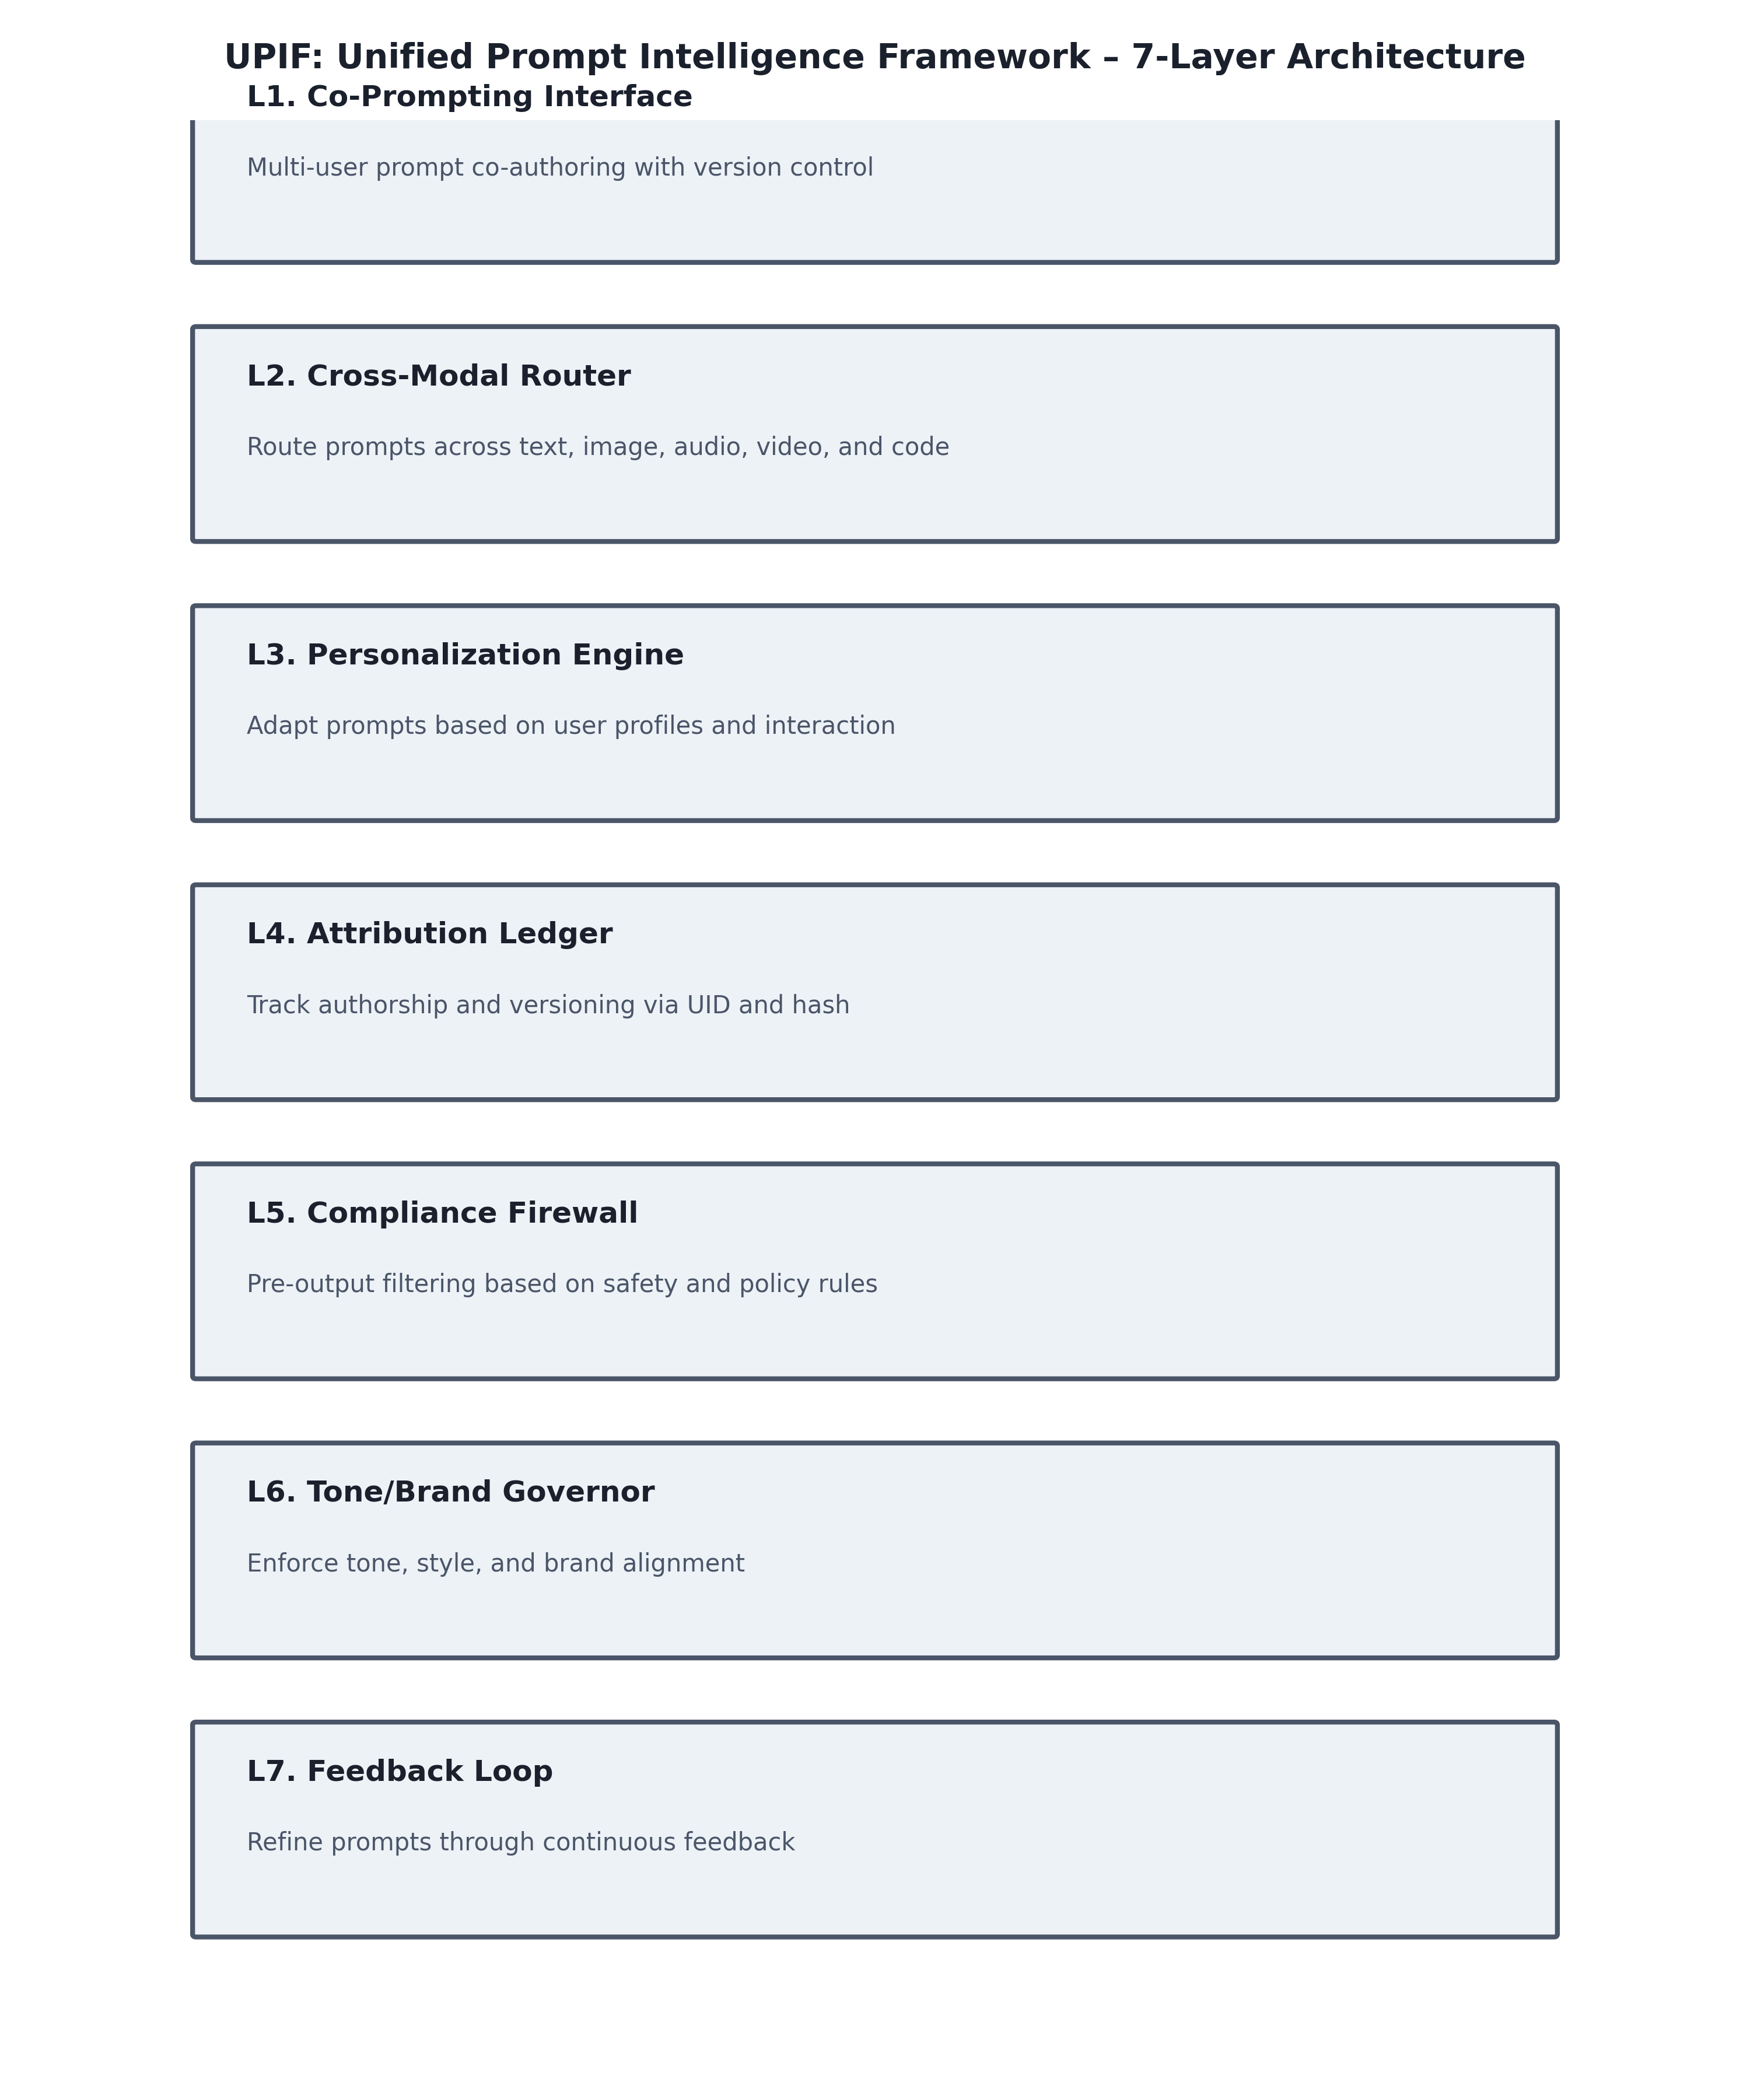 UPIF: Unified Prompt Intelligence Framework – 7-Layer Architecture
L1. Co-Prompting Interface
Multi-user prompt co-authoring with version control
L2. Cross-Modal Router
Route prompts across text, image, audio, video, and code
L3. Personalization Engine
Adapt prompts based on user profiles and interaction
L4. Attribution Ledger
Track authorship and versioning via UID and hash
L5. Compliance Firewall
Pre-output filtering based on safety and policy rules
L6. Tone/Brand Governor
Enforce tone, style, and brand alignment
L7. Feedback Loop
Refine prompts through continuous feedback